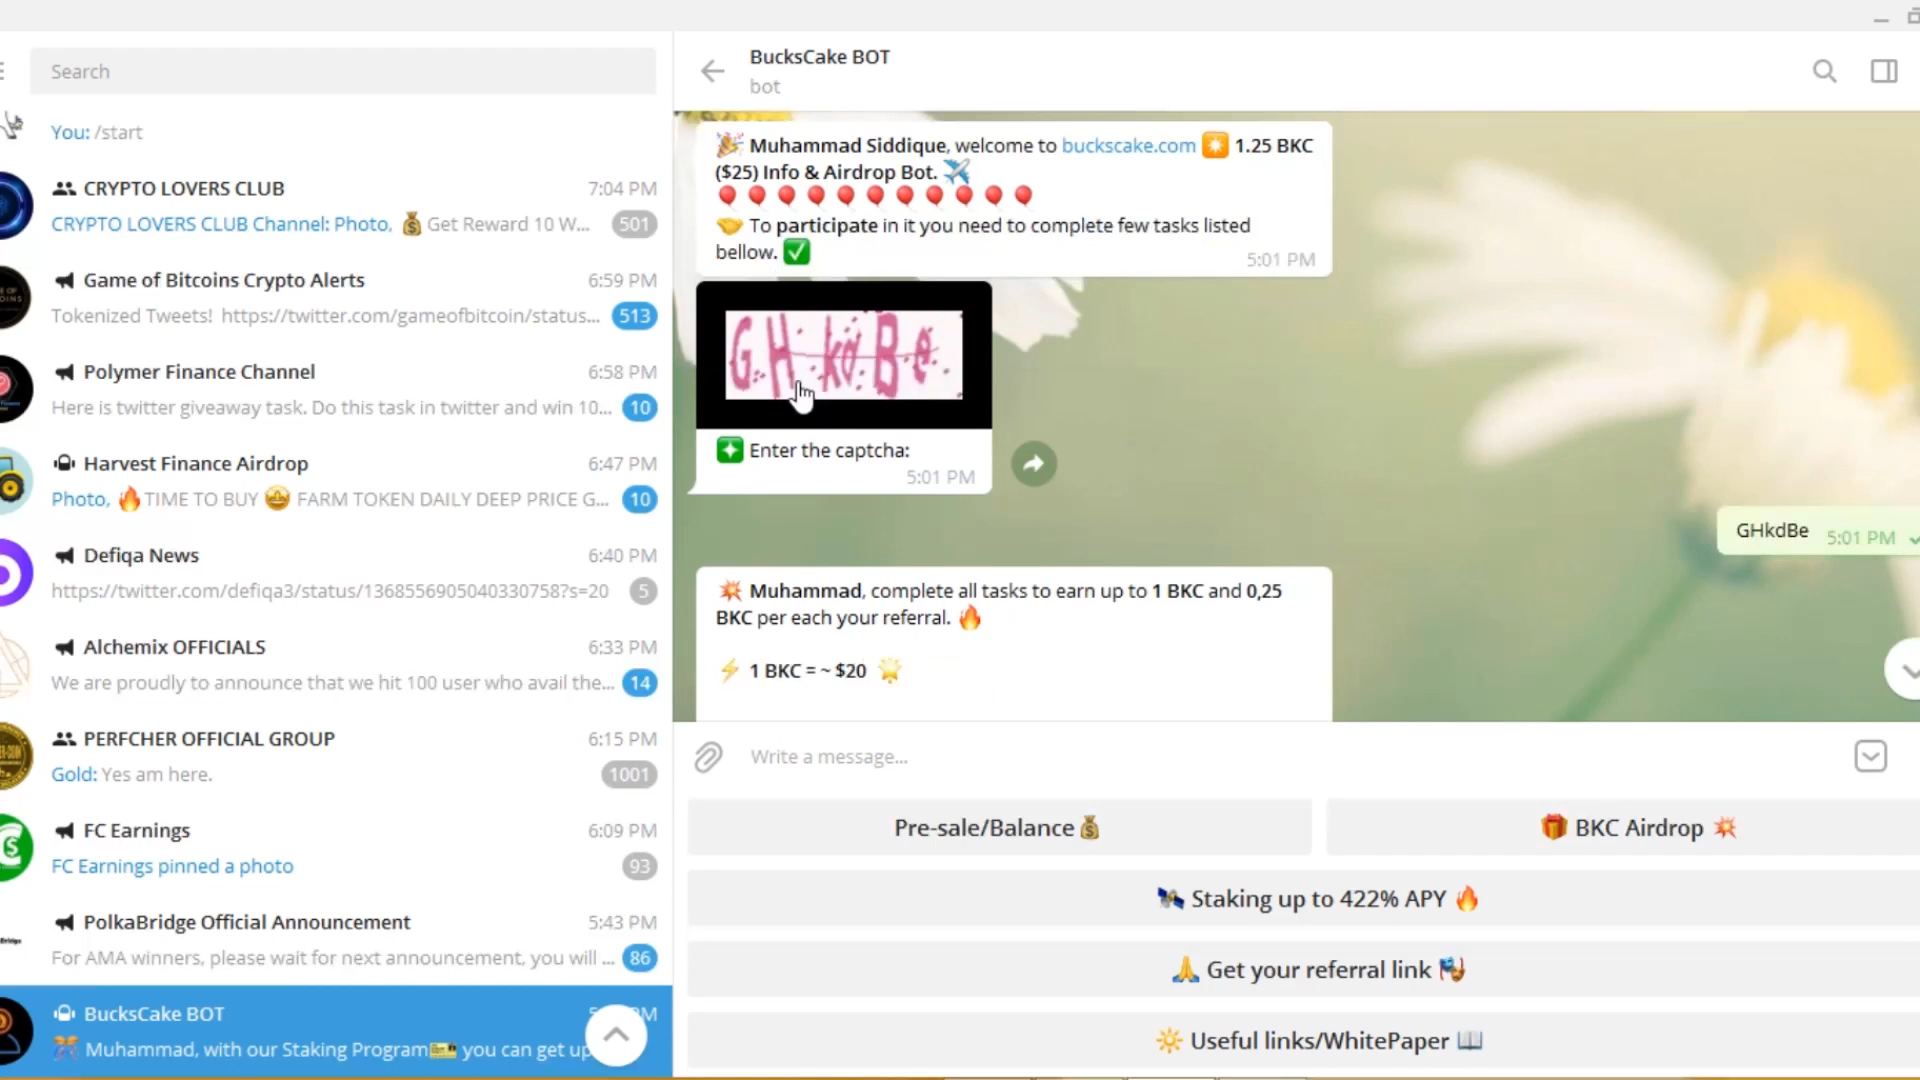 Search
You: /start
CRYPTO LOVERS CLUB 7:04 PM
CRYPTO LOVERS CLUB Channel: Photo, 💰 Get Reward 10 W... 501
Game of Bitcoins Crypto Alerts 6:59 PM
Tokenized Tweets! https://twitter.com/gameofbitcoin/status... 513
Polymer Finance Channel 6:58 PM
Here is twitter giveaway task. Do this task in twitter and win 10... 10
Harvest Finance Airdrop 6:47 PM
Photo, 🔥TIME TO BUY 🤩 FARM TOKEN DAILY DEEP PRICE G... 10
Defiqa News 6:40 PM
https://twitter.com/defiqa3/status/1368556905040330758?s=20 5
Alchemix OFFICIALS 6:33 PM
We are proudly to announce that we hit 100 user who avail the... 14
PERFCHER OFFICIAL GROUP 6:15 PM
Gold: Yes am here. 1001
FC Earnings 6:09 PM
FC Earnings pinned a photo 93
PolkaBridge Official Announcement 5:43 PM
For AMA winners, please wait for next announcement, you will ... 86
BucksCake BOT
Muhammad, with our Staking Program🎫 you can get up
BucksCake BOT
bot
🎉 Muhammad Siddique, welcome to buckscake.com ✴️ 1.25 BKC
($25) Info & Airdrop Bot. ✈️
🎈🎈🎈🎈🎈🎈🎈🎈🎈🎈🎈
🤝 To participate in it you need to complete few tasks listed
bellow. ✅ 5:01 PM
G H kd B e
Enter the captcha:
5:01 PM
GHkdBe 5:01 PM
💥 Muhammad, complete all tasks to earn up to 1 BKC and 0,25
BKC per each your referral. 🔥
⚡ 1 BKC = ~ $20 🌟
Write a message...
Pre-sale/Balance💰
🎁 BKC Airdrop 💥
🛰 Staking up to 422% APY 🔥
🙏 Get your referral link 🎭
🔆 Useful links/WhitePaper 📖